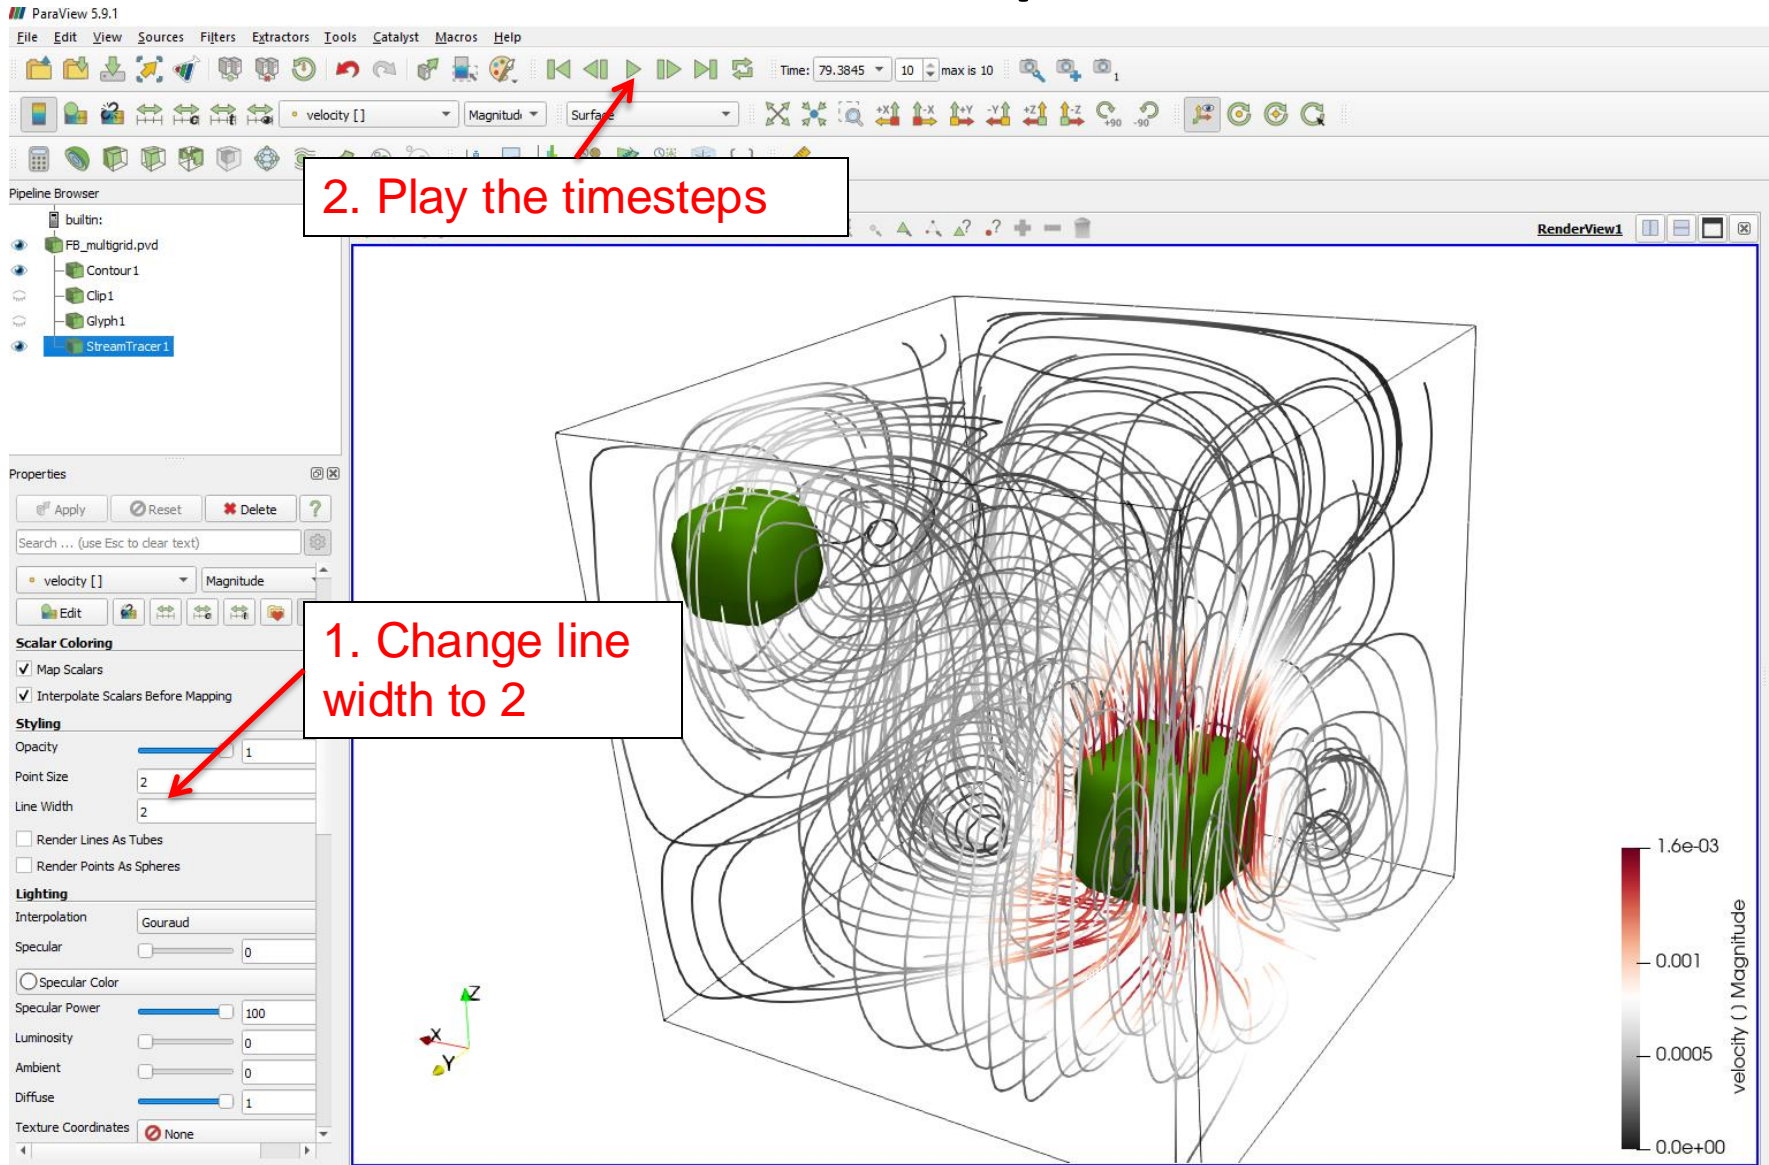 ParaView 5.9.1
File Edit View Sources Filters Extractors Tools Catalyst Macros Help
Time: 79.3845 10 max is 10
1
velocity [] Magnitud Surface
+X -X +Y -Y +Z -Z +90 -90
Pipeline Browser
2. Play the timesteps
builtin:
FB_multigrid.pvd
RenderView1
Contour1
Clip1
Glyph1
StreamTracer1
Properties
Apply Reset Delete ?
Search ... (use Esc to clear text)
velocity [] Magnitude
Edit
1. Change line
width to 2
Scalar Coloring
Map Scalars
Interpolate Scalars Before Mapping
Styling
Opacity 1
Point Size 2
Line Width 2
Render Lines As Tubes
Render Points As Spheres
Lighting
Interpolation Gouraud
Specular 0
Specular Color
Specular Power 100
Luminosity 0
Ambient 0
Diffuse 1
Texture Coordinates None
Z
X
Y
1.6e-03
0.001
0.0005
0.0e+00
velocity ( ) Magnitude